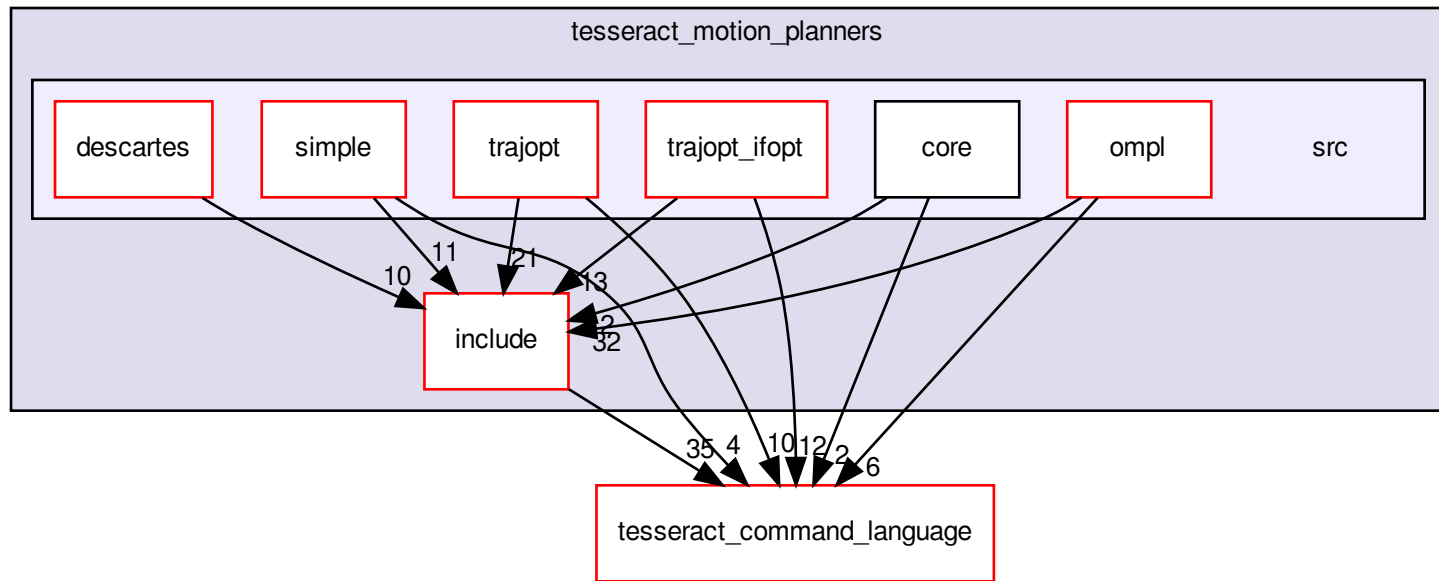 tesseract_motion_planners
descartes
simple
trajopt
trajopt_ifopt
core
ompl
src
10
11
21
13
2
32
include
35
4
10
12
2
6
tesseract_command_language